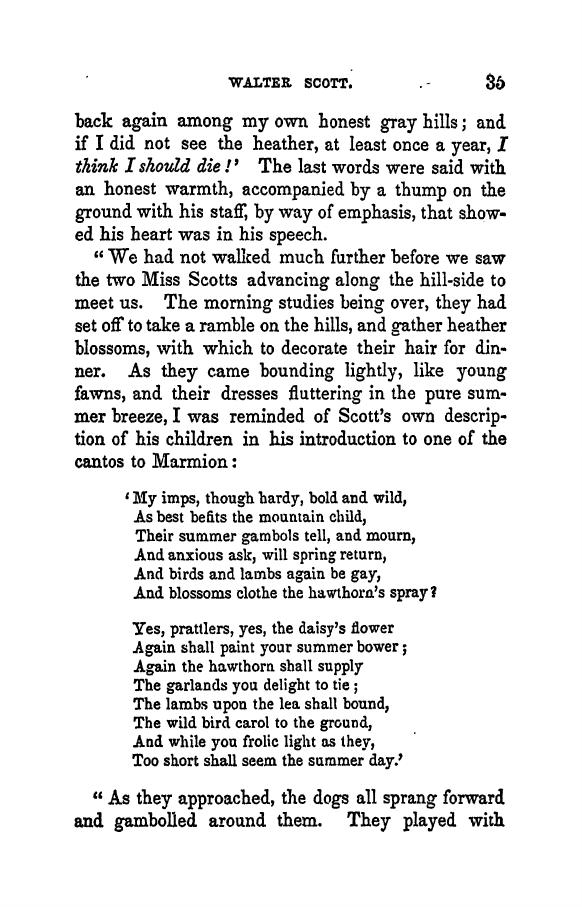 WALTER SCOTT. 35
back again among my own honest gray hills; and
if I did not see the heather, at least once a year, I
think I should die!’ The last words were said with
an honest warmth, accompanied by a thump on the
ground with his staff, by way of emphasis, that show-
ed his heart was in his speech.
“We had not walked much further before we saw
the two Miss Scotts advancing along the hill-side to
meet us. The morning studies being over, they had
set off to take a ramble on the hills, and gather heather
blossoms, with which to decorate their hair for din-
ner. As they came bounding lightly, like young
fawns, and their dresses fluttering in the pure sum-
mer breeze, I was reminded of Scott’s own descrip-
tion of his children in his introduction to one of the
cantos to Marmion:
‘My imps, though hardy, bold and wild,
As best befits the mountain child,
Their summer gambols tell, and mourn,
And anxious ask, will spring return,
And birds and lambs again be gay,
And blossoms clothe the hawthorn’s spray?
Yes, prattlers, yes, the daisy’s flower
Again shall paint your summer bower;
Again the hawthorn shall supply
The garlands you delight to tie;
The lambs upon the lea shall bound,
The wild bird carol to the ground,
And while you frolic light as they,
Too short shall seem the summer day.’
“As they approached, the dogs all sprang forward
and gambolled around them. They played with